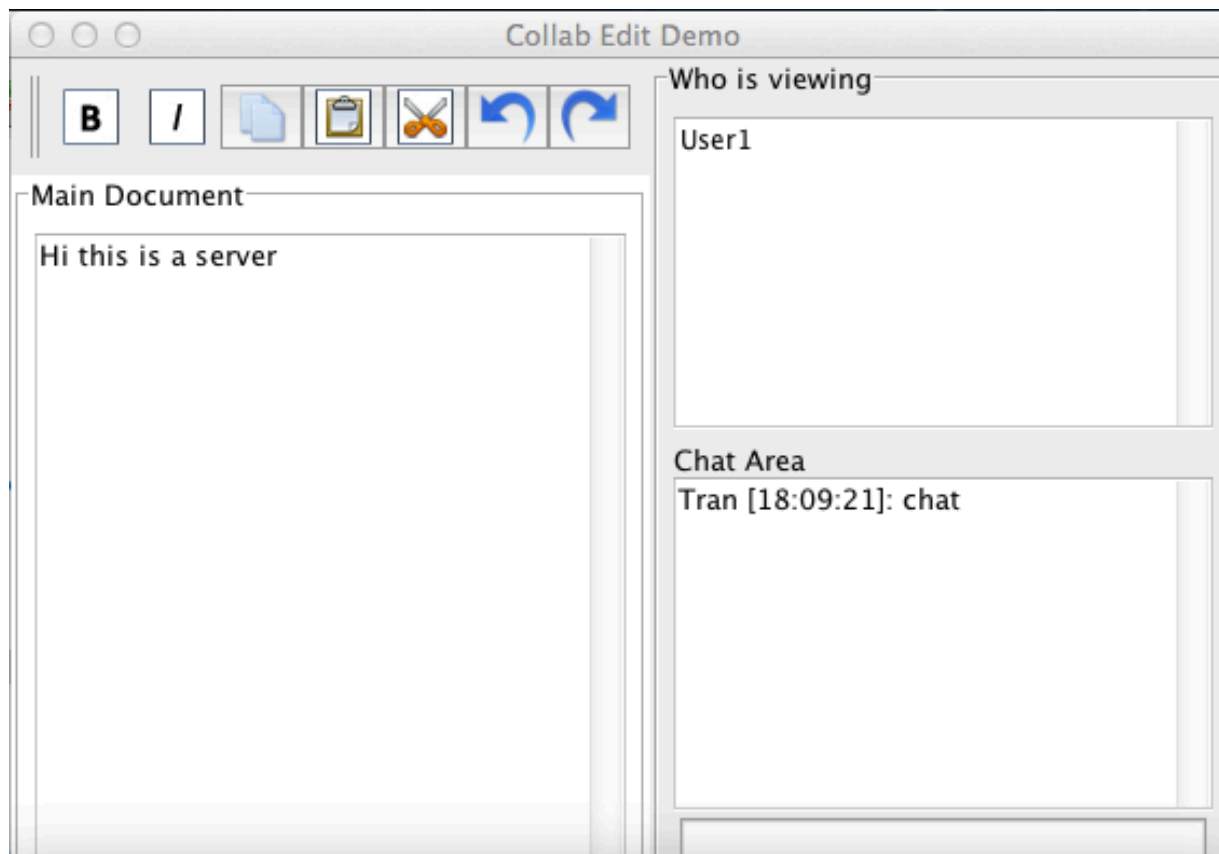 Collab Edit Demo
B I
Main Document
Hi this is a server
Who is viewing
User1
Chat Area
Tran [18:09:21]: chat